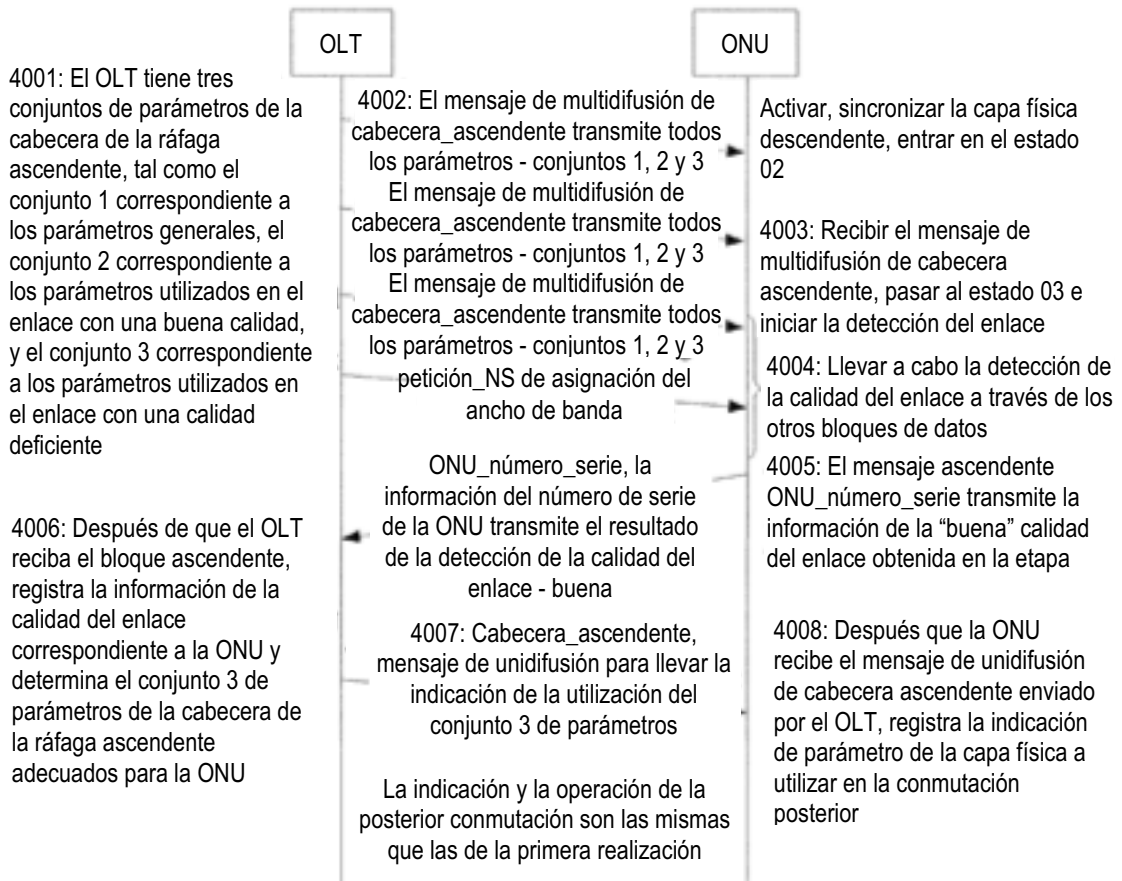 OLT
ONU
4001: El OLT tiene tres
conjuntos de parámetros de la
cabecera de la ráfaga
ascendente, tal como el
conjunto 1 correspondiente a
los parámetros generales, el
conjunto 2 correspondiente a
los parámetros utilizados en el
enlace con una buena calidad,
y el conjunto 3 correspondiente
a los parámetros utilizados en
el enlace con una calidad
deficiente
4002: El mensaje de multidifusión de
cabecera_ascendente transmite todos
los parámetros - conjuntos 1, 2 y 3
El mensaje de multidifusión de
cabecera_ascendente transmite todos
los parámetros - conjuntos 1, 2 y 3
El mensaje de multidifusión de
cabecera_ascendente transmite todos
los parámetros - conjuntos 1, 2 y 3
petición_NS de asignación del
ancho de banda
Activar, sincronizar la capa física
descendente, entrar en el estado
02
4003: Recibir el mensaje de
multidifusión de cabecera
ascendente, pasar al estado 03 e
iniciar la detección del enlace
4004: Llevar a cabo la detección de
la calidad del enlace a través de los
otros bloques de datos
4005: El mensaje ascendente
ONU_número_serie transmite la
información de la “buena” calidad
del enlace obtenida en la etapa
ONU_número_serie, la
información del número de serie
de la ONU transmite el resultado
de la detección de la calidad del
enlace - buena
4006: Después de que el OLT
reciba el bloque ascendente,
registra la información de la
calidad del enlace
correspondiente a la ONU y
determina el conjunto 3 de
parámetros de la cabecera de
la ráfaga ascendente
adecuados para la ONU
4007: Cabecera_ascendente,
mensaje de unidifusión para llevar la
indicación de la utilización del
conjunto 3 de parámetros
4008: Después que la ONU
recibe el mensaje de unidifusión
de cabecera ascendente enviado
por el OLT, registra la indicación
de parámetro de la capa física a
utilizar en la conmutación
posterior
La indicación y la operación de la
posterior conmutación son las mismas
que las de la primera realización